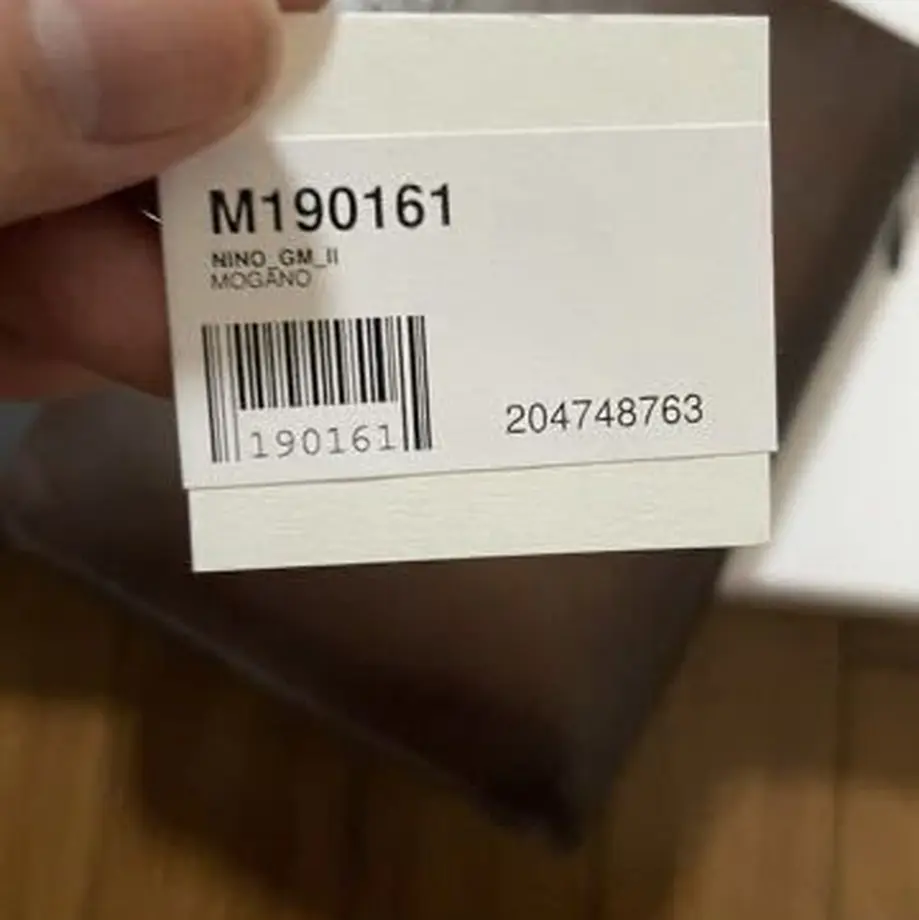 M190161
NINO_GM_II
MOGANO
190161
204748763